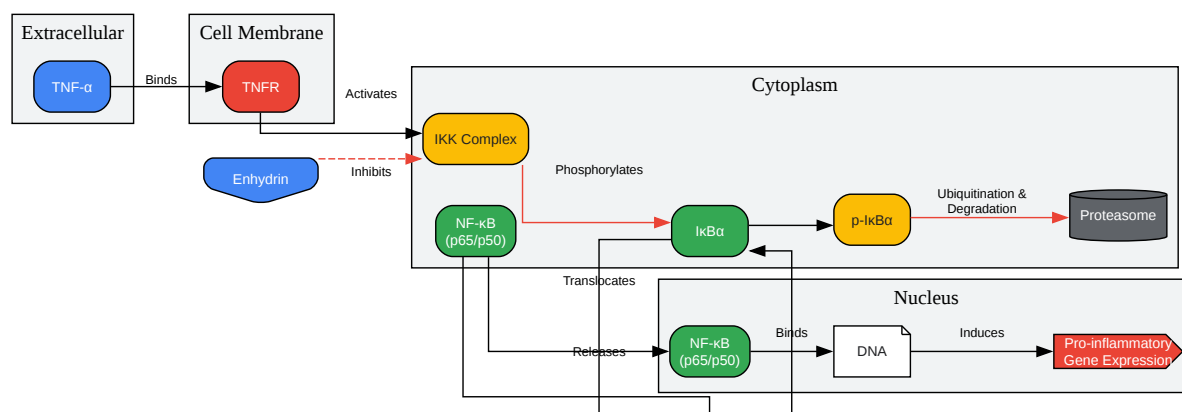 Extracellular
Cell Membrane
TNF-α
Binds
TNFR
Activates
Cytoplasm
IKK Complex
Enhydrin
Inhibits
Phosphorylates
NF-κB
(p65/p50)
IκBα
p-IκBα
Ubiquitination &
Degradation
Proteasome
Translocates
Nucleus
Releases
NF-κB
(p65/p50)
Binds
DNA
Induces
Pro-inflammatory
Gene Expression